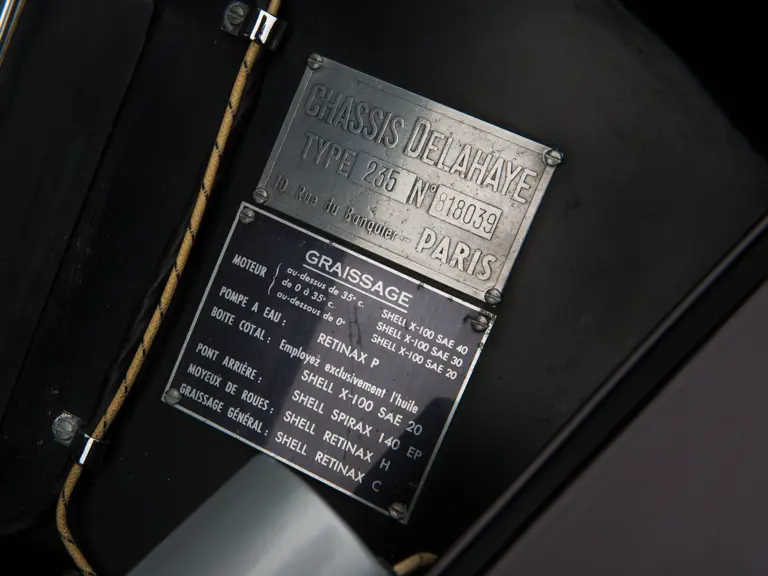 CHASSIS DELAHAYE
TYPE 235 N° 818039
10 Rue du Banquier - PARIS
GRAISSAGE
MOTEUR { au-dessus de 35° c. SHELL X-100 SAE 40
de 0 à 35° c. SHELL X-100 SAE 30
au-dessous de 0° SHELL X-100 SAE 20
POMPE A EAU: RETINAX P
BOITE COTAL: Employez exclusivement l'huile
SHELL X-100 SAE 20
PONT ARRIÈRE: SHELL SPIRAX 140 EP
MOYEUX DE ROUES: SHELL RETINAX H
GRAISSAGE GÉNÉRAL: SHELL RETINAX C